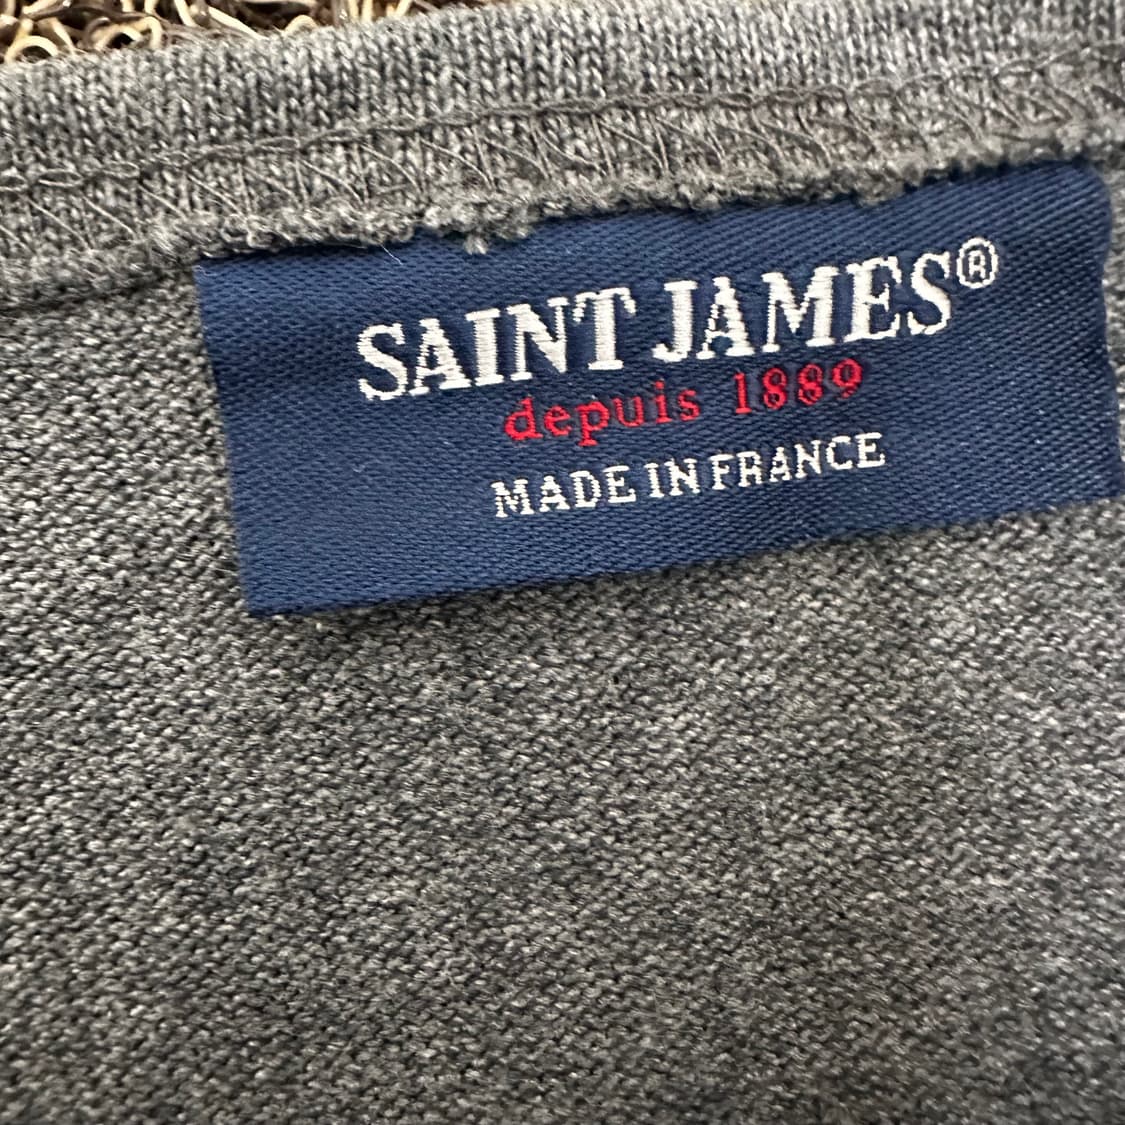 SAINT JAMES®
depuis 1889
MADE IN FRANCE